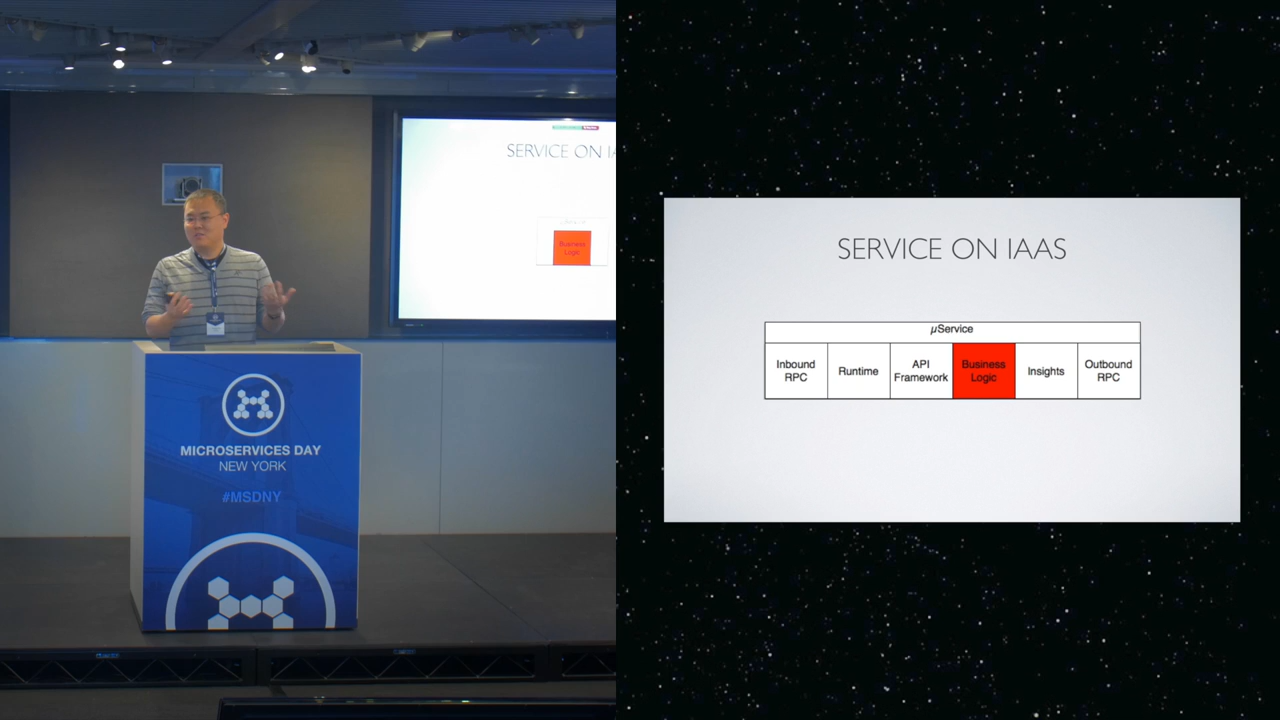 SERVICE ON IA
Business
Logic
MICROSERVICES DAY
NEW YORK
#MSDNY
SERVICE ON IAAS
µService
Inbound
RPC
Runtime
API
Framework
Business
Logic
Insights
Outbound
RPC